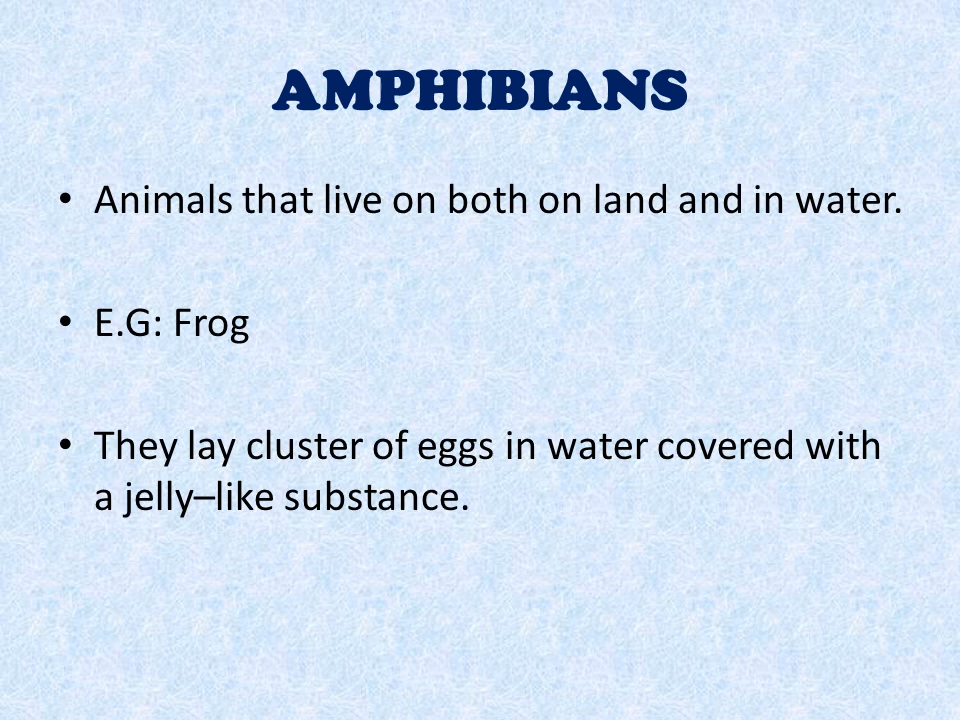 AMPHIBIANS
• Animals that live on both on land and in water.
• E.G: Frog
• They lay cluster of eggs in water covered with
a jelly–like substance.